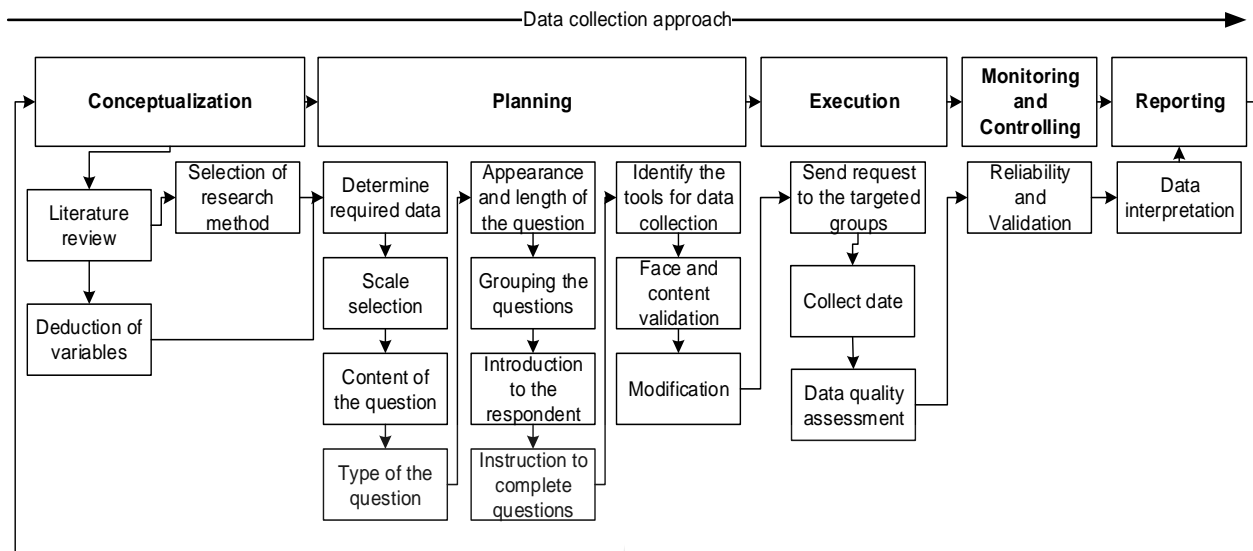 Data collection approach
Conceptualization
Planning
Execution
Monitoring
and
Controlling
Reporting
Literature
review
Selection of
research
method
Deduction of
variables
Determine
required data
Scale
selection
Content of
the question
Type of the
question
Appearance
and length of
the question
Grouping the
questions
Introduction
to the
respondent
Instruction to
complete
questions
Identify the
tools for data
collection
Face and
content
validation
Modification
Send request
to the targeted
groups
Collect date
Data quality
assessment
Reliability
and
Validation
Data
interpretation